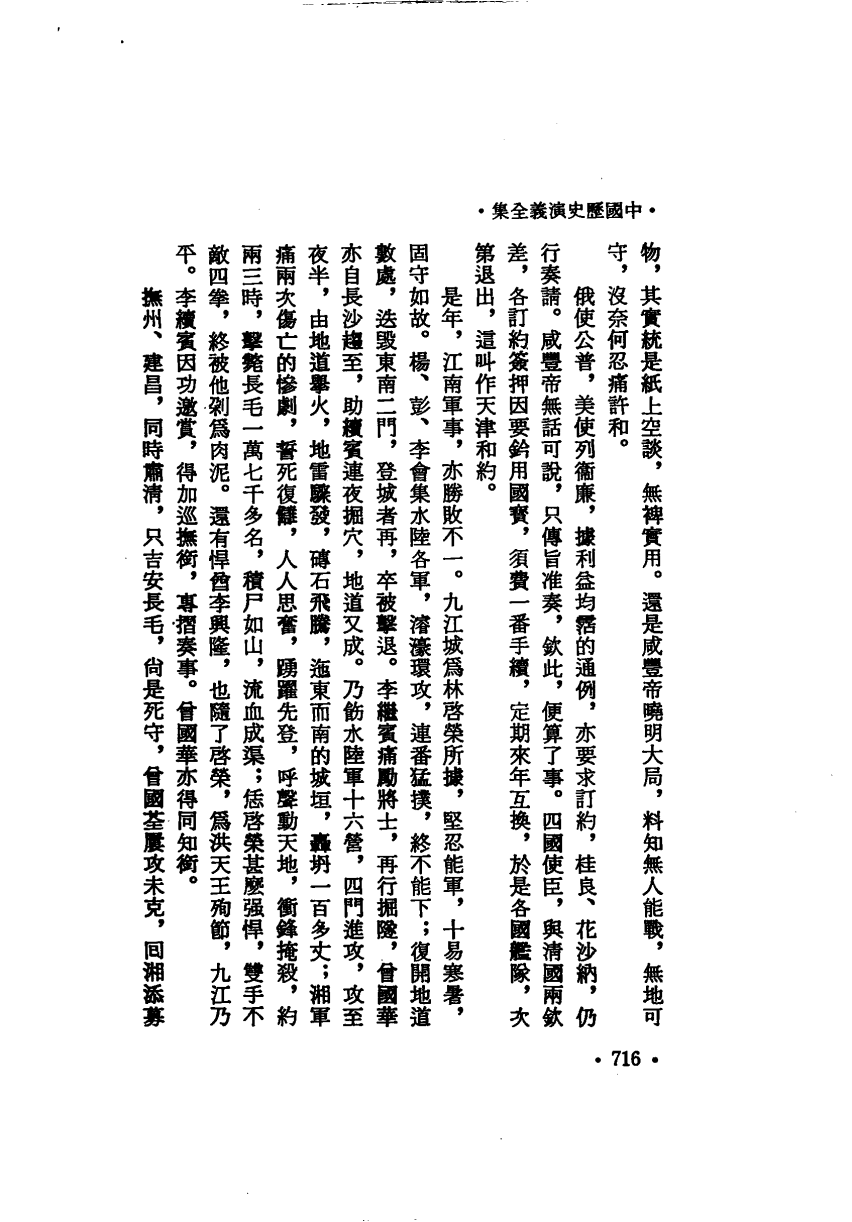 •中國歷史演義全集•
物，其實統是紙上空談，無裨實用。還是咸豐帝曉明大局，料知無人能戰，無地可
守，沒奈何忍痛許和。
俄使公普，美使列衞廉，據利益均霑的通例，亦要求訂約，桂良、花沙納，仍
行奏請。咸豐帝無話可說，只傳旨准奏，欽此，便算了事。四國使臣，與清國兩欽
差，各訂約簽押因要鈐用國寶，須費一番手續，定期來年互換，於是各國艦隊，次
第退出，這叫作天津和約。
是年，江南軍事，亦勝敗不一。九江城爲林啓榮所據，堅忍能軍，十易寒暑，
固守如故。楊、彭、李會集水陸各軍，濬濠環攻，連番猛撲，終不能下；復開地道
數處，迭毀東南二門，登城者再，卒被擊退。李繼賓痛勵將士，再行掘隧，曾國華
亦自長沙趨至，助續賓連夜掘穴，地道又成。乃飭水陸軍十六營，四門進攻，攻至
夜半，由地道舉火，地雷驟發，磚石飛騰，迤東而南的城垣，轟坍一百多丈；湘軍
痛兩次傷亡的慘劇，誓死復讎，人人思奮，踴躍先登，呼聲動天地，衝鋒掩殺，約
兩三時，擊斃長毛一萬七千多名，積尸如山，流血成渠；恁啓榮甚麼强悍，雙手不
敵四拳，終被他剁爲肉泥。還有悍酋李興隆，也隨了啓榮，爲洪天王殉節，九江乃
平。李續賓因功邀賞，得加巡撫銜，專摺奏事。曾國華亦得同知銜。
撫州、建昌，同時肅清，只吉安長毛，尙是死守，曾國荃屢攻未克，回湘添募
•716•